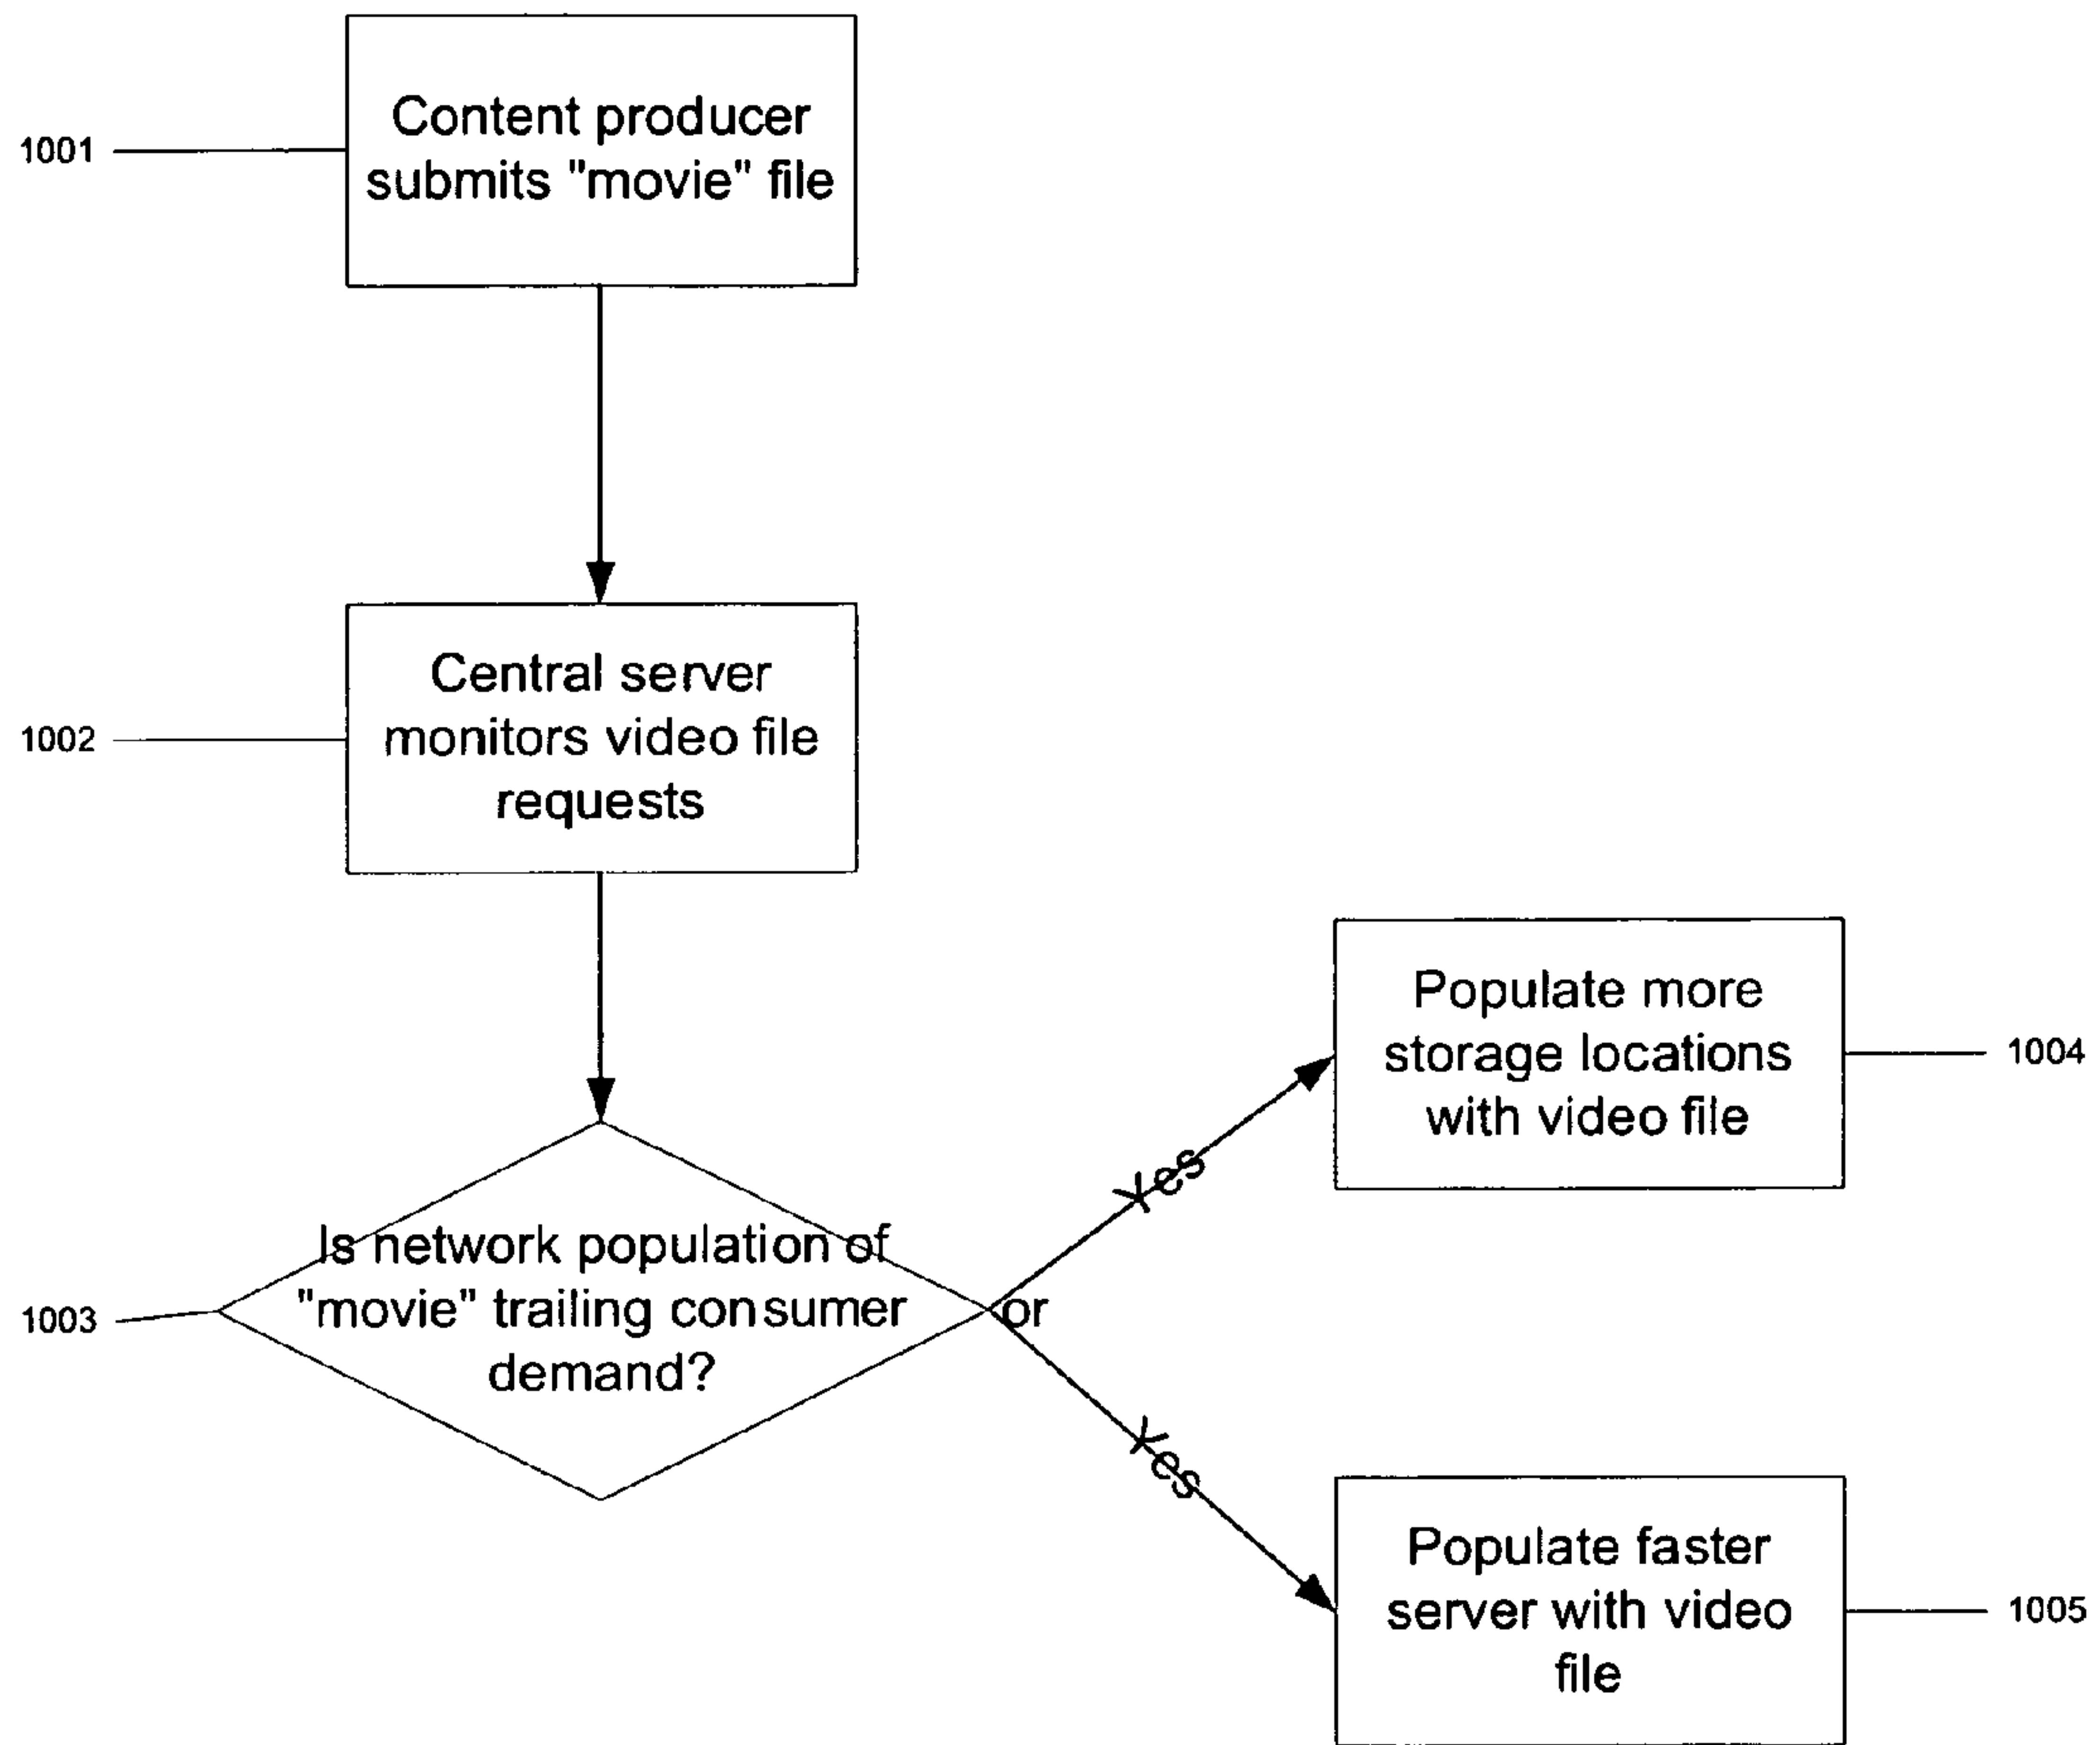 1001
Content producer
submits "movie" file
1002
Central server
monitors video file
requests
1003
Is network population of
"movie" trailing consumer
demand?
or
Yes
Populate more
storage locations
with video file
1004
Yes
Populate faster
server with video
file
1005